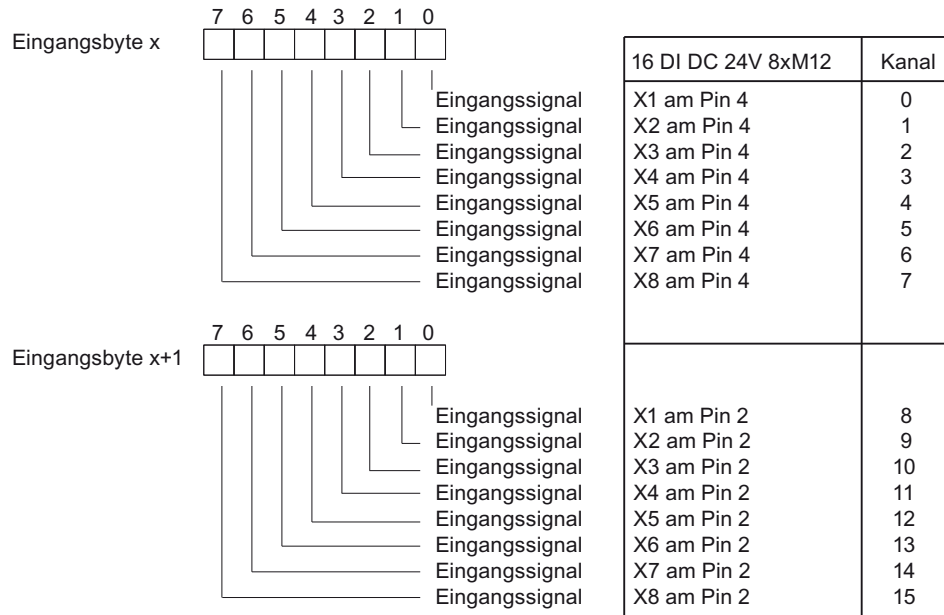 7 6 5 4 3 2 1 0
Eingangsbyte x
16 DI DC 24V 8xM12 Kanal
Eingangssignal X1 am Pin 4 0
Eingangssignal X2 am Pin 4 1
Eingangssignal X3 am Pin 4 2
Eingangssignal X4 am Pin 4 3
Eingangssignal X5 am Pin 4 4
Eingangssignal X6 am Pin 4 5
Eingangssignal X7 am Pin 4 6
Eingangssignal X8 am Pin 4 7
7 6 5 4 3 2 1 0
Eingangsbyte x+1
Eingangssignal X1 am Pin 2 8
Eingangssignal X2 am Pin 2 9
Eingangssignal X3 am Pin 2 10
Eingangssignal X4 am Pin 2 11
Eingangssignal X5 am Pin 2 12
Eingangssignal X6 am Pin 2 13
Eingangssignal X7 am Pin 2 14
Eingangssignal X8 am Pin 2 15